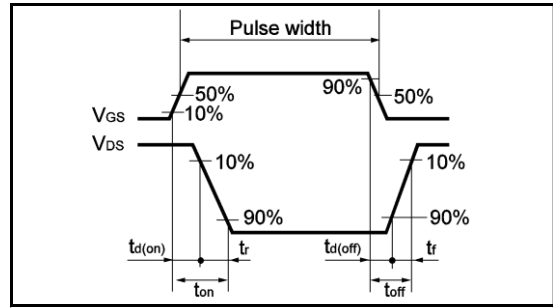 Pulse width
90%
50%
50%
VGS
10%
VDS
10%
10%
90%
90%
td(on)
tr
td(off)
tf
ton
toff